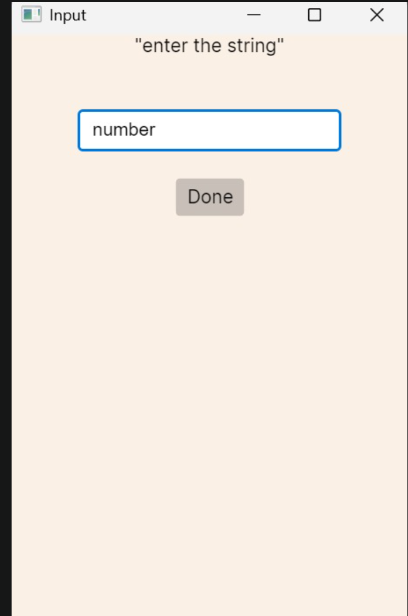 Input
"enter the string"
number
Done